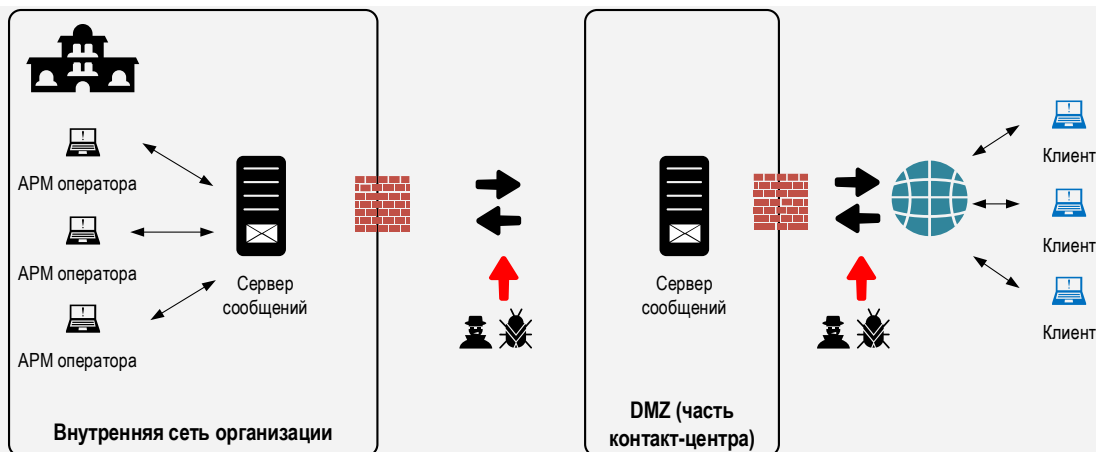 АРМ оператора
АРМ оператора
АРМ оператора
Сервер
сообщений
Внутренняя сеть организации
Сервер
сообщений
DMZ (часть
контакт-центра)
Клиент
Клиент
Клиент